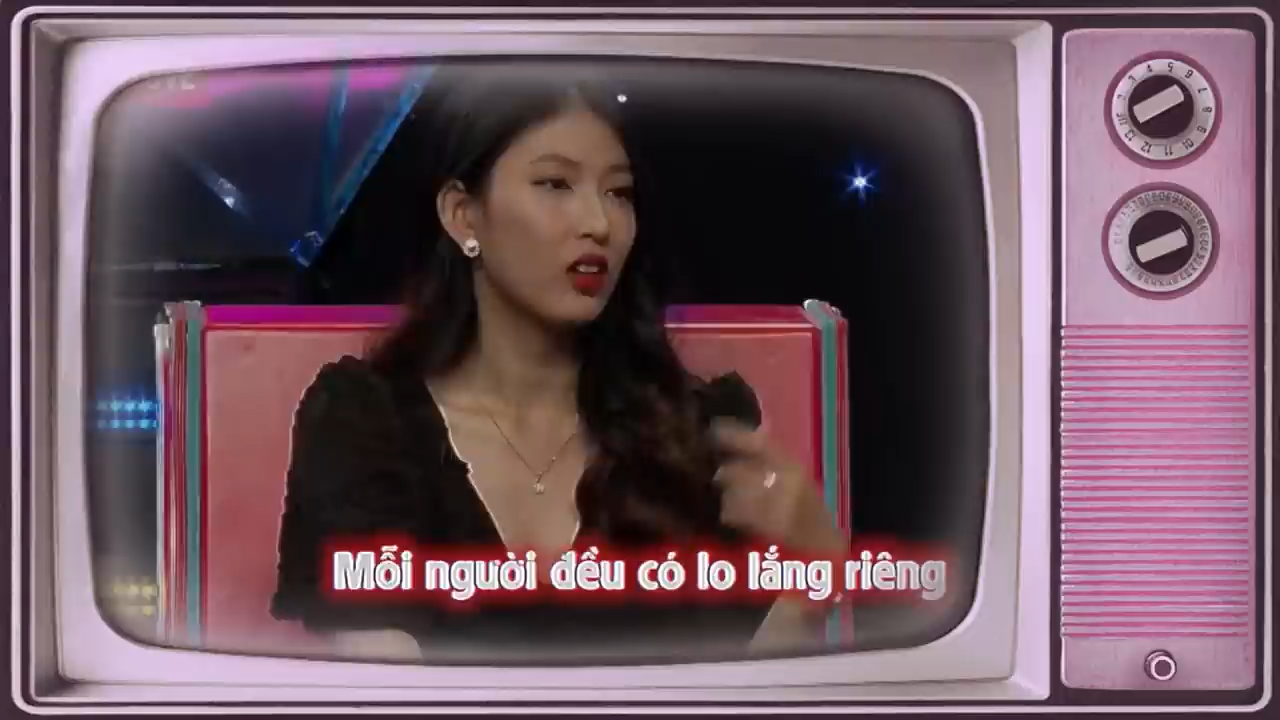 Mỗi người đều có lo lắng riêng